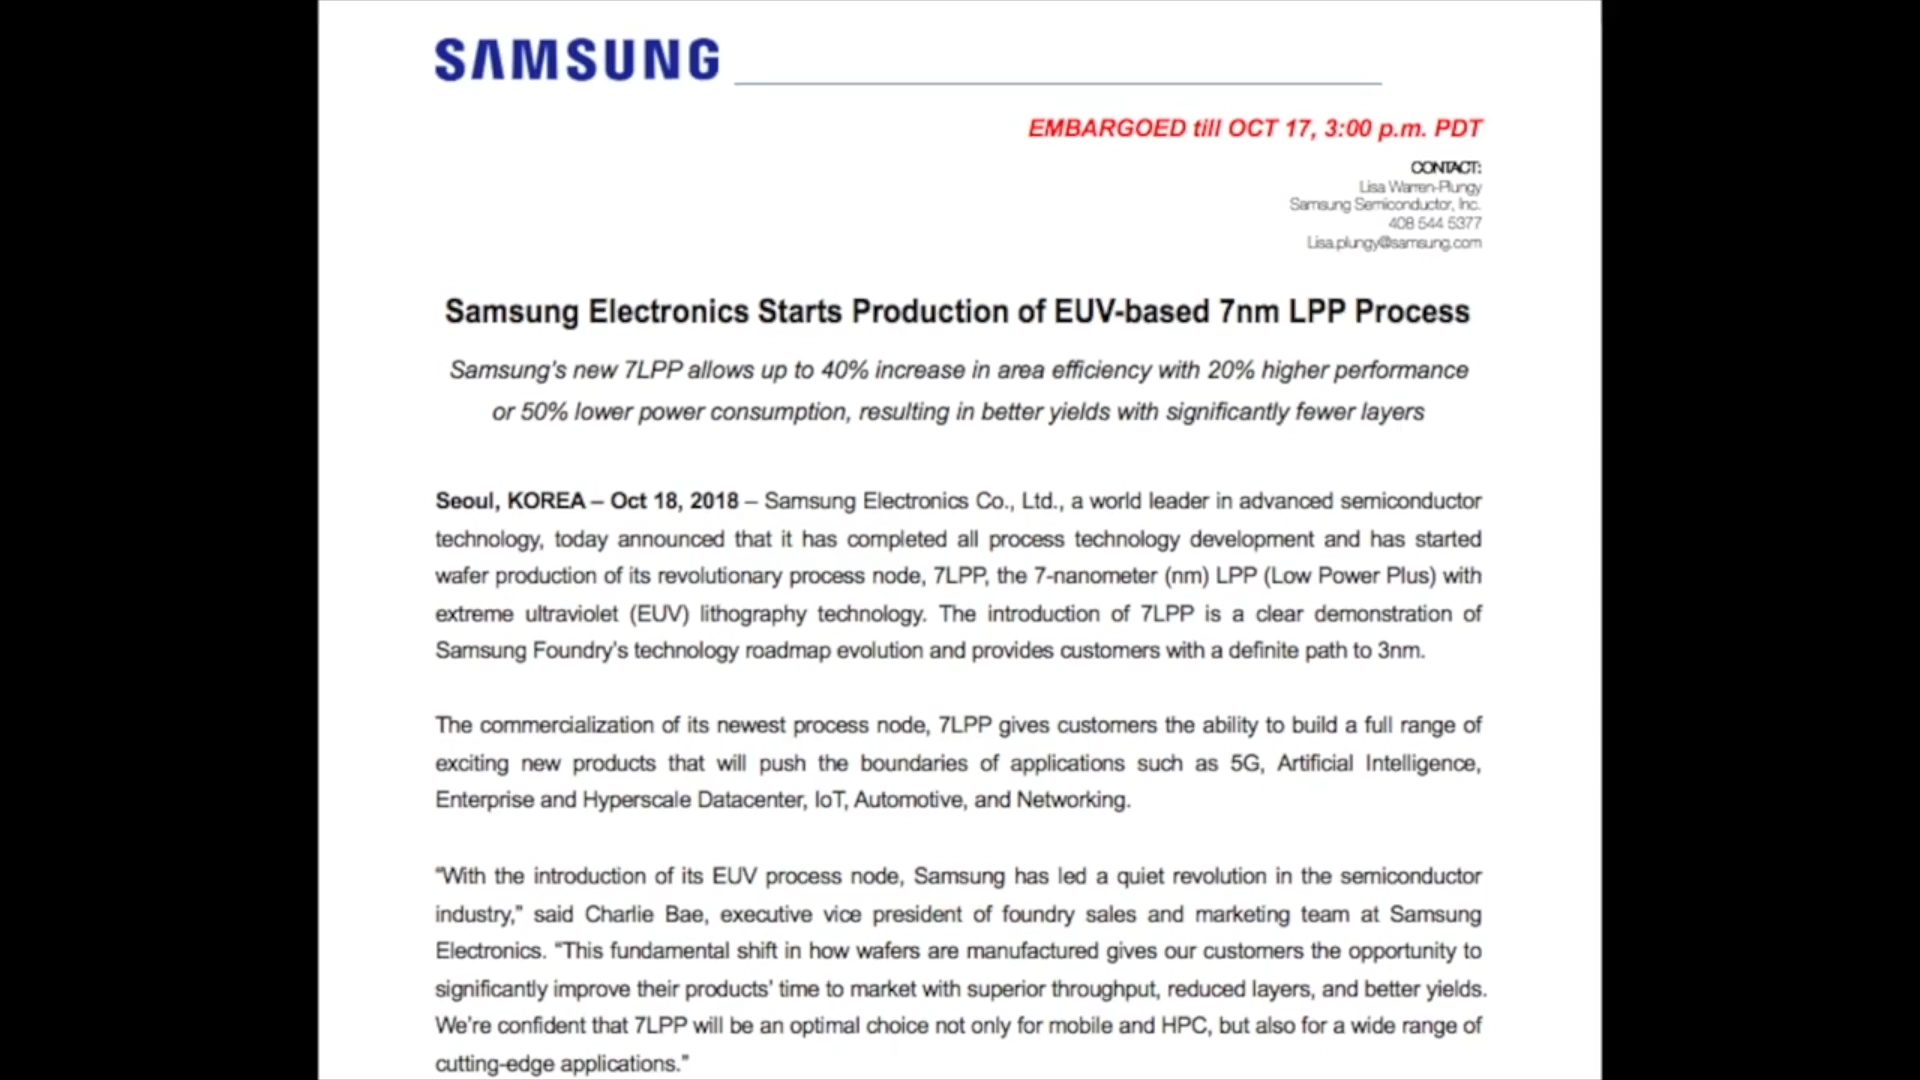 SAMSUNG
EMBARGOED till OCT 17, 3:00 p.m. PDT
CONTACT:
Lisa Warren-Plungy
Samsung Semiconductor, Inc.
408 544 5377
Lisa.plungy@samsung.com
Samsung Electronics Starts Production of EUV-based 7nm LPP Process
Samsung's new 7LPP allows up to 40% increase in area efficiency with 20% higher performance
or 50% lower power consumption, resulting in better yields with significantly fewer layers
Seoul, KOREA – Oct 18, 2018 – Samsung Electronics Co., Ltd., a world leader in advanced semiconductor
technology, today announced that it has completed all process technology development and has started
wafer production of its revolutionary process node, 7LPP, the 7-nanometer (nm) LPP (Low Power Plus) with
extreme ultraviolet (EUV) lithography technology. The introduction of 7LPP is a clear demonstration of
Samsung Foundry's technology roadmap evolution and provides customers with a definite path to 3nm.
The commercialization of its newest process node, 7LPP gives customers the ability to build a full range of
exciting new products that will push the boundaries of applications such as 5G, Artificial Intelligence,
Enterprise and Hyperscale Datacenter, IoT, Automotive, and Networking.
"With the introduction of its EUV process node, Samsung has led a quiet revolution in the semiconductor
industry," said Charlie Bae, executive vice president of foundry sales and marketing team at Samsung
Electronics. "This fundamental shift in how wafers are manufactured gives our customers the opportunity to
significantly improve their products' time to market with superior throughput, reduced layers, and better yields.
We're confident that 7LPP will be an optimal choice not only for mobile and HPC, but also for a wide range of
cutting-edge applications."